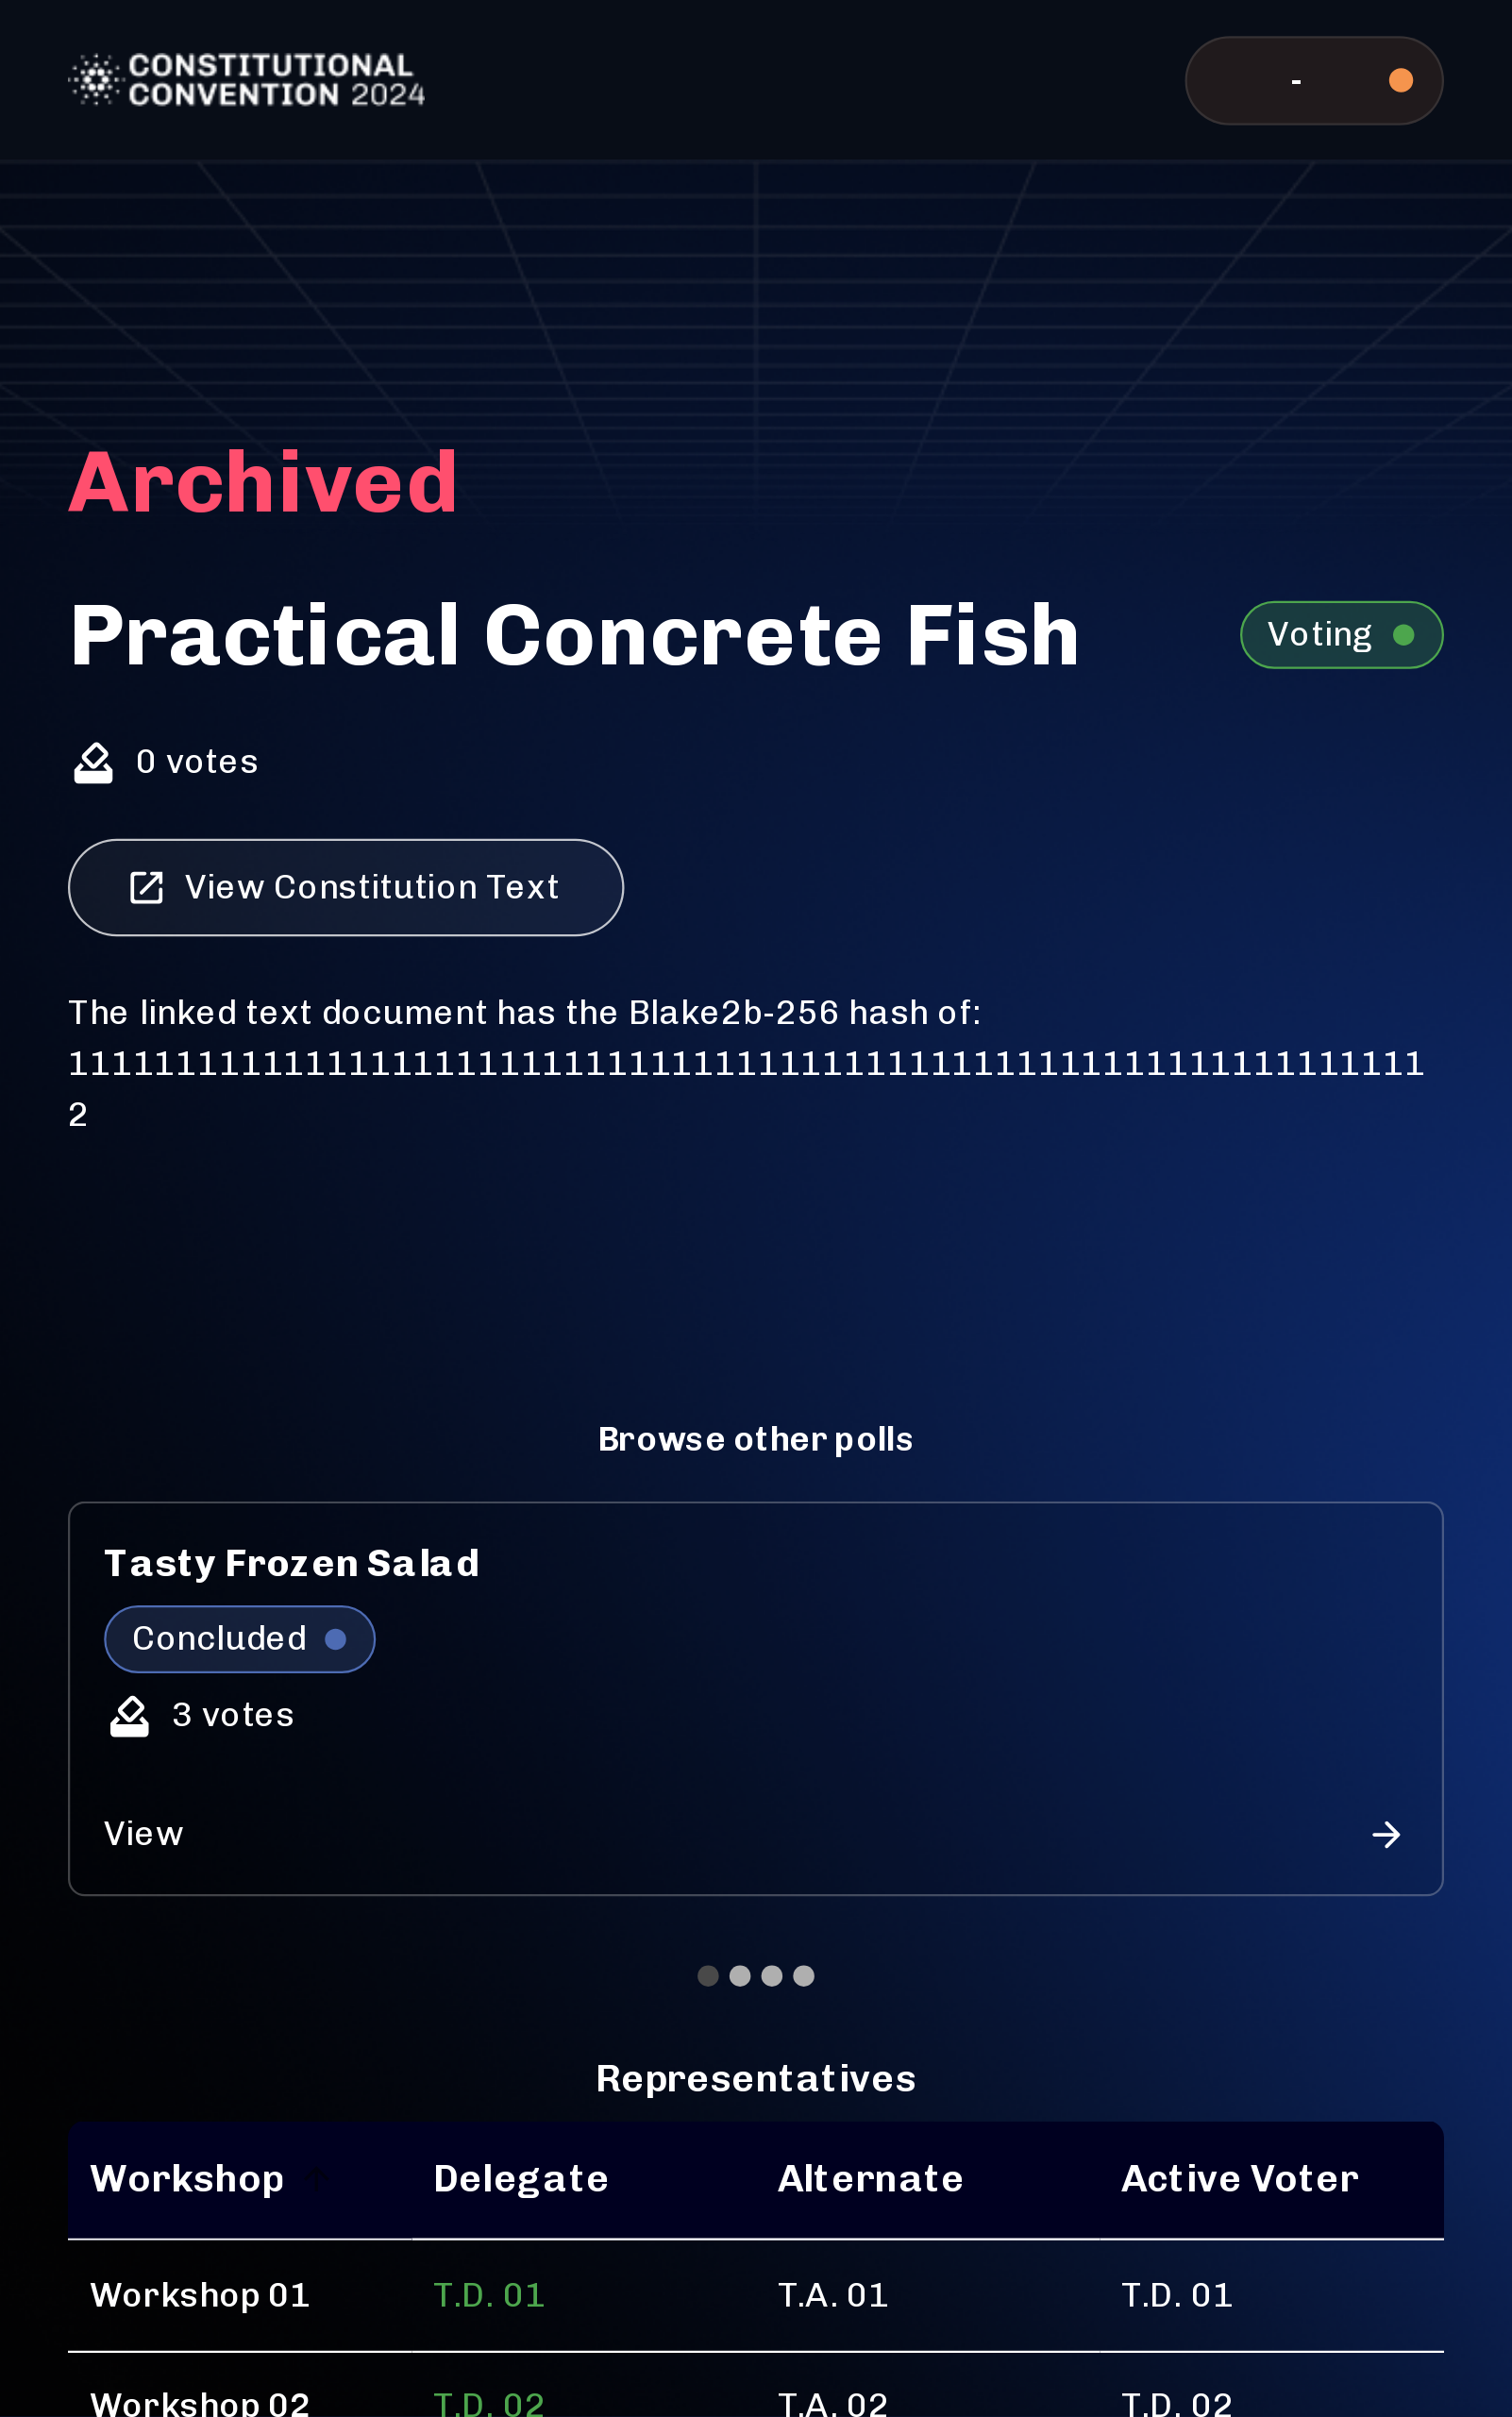 CONSTITUTIONAL
CONVENTION 2024
-
Archived
Practical Concrete Fish
Voting
0 votes
View Constitution Text
The linked text document has the Blake2b-256 hash of:
111111111111111111111111111111111111111111111111111111111111111
2
Browse other polls
Tasty Frozen Salad
Concluded
3 votes
View
Representatives
Workshop Delegate Alternate Active Voter
Workshop 01 T.D. 01 T.A. 01 T.D. 01
Workshop 02 T.D. 02 T.A. 02 T.D. 02